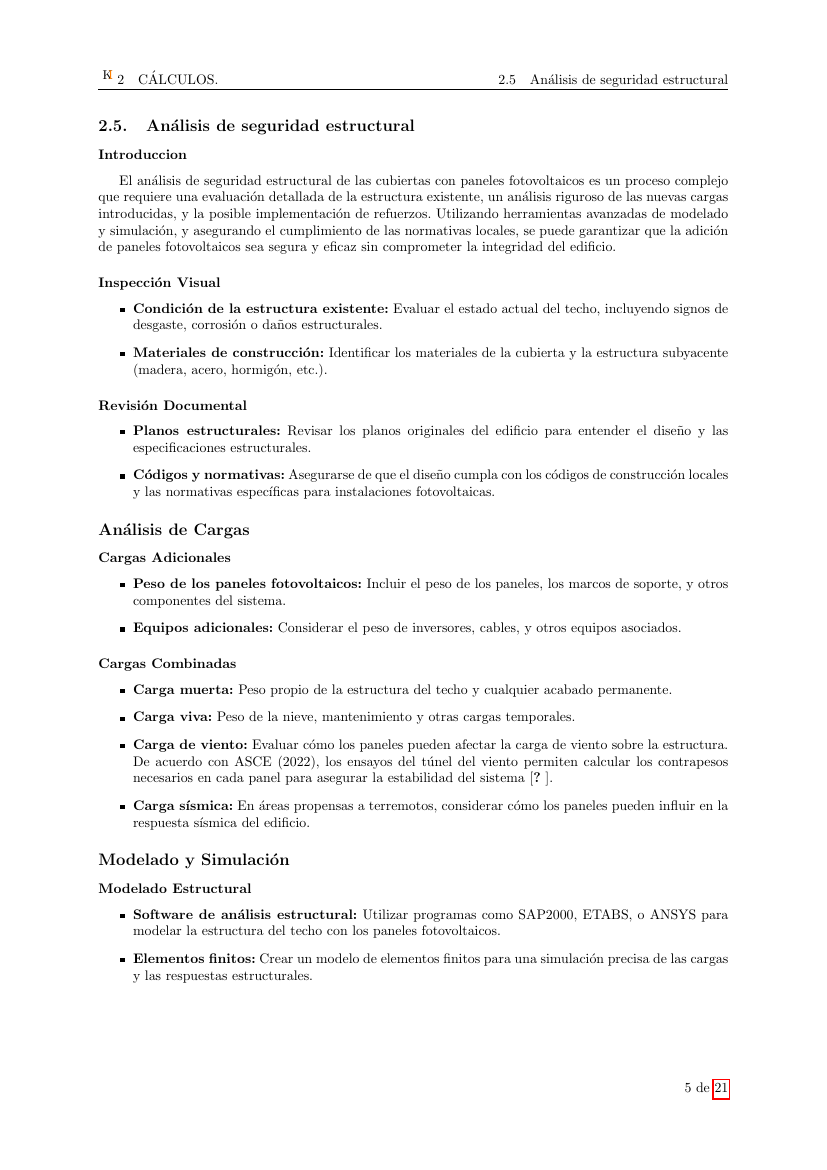 K 2 CÁLCULOS. 2.5 Análisis de seguridad estructural
2.5. Análisis de seguridad estructural
Introduccion
El análisis de seguridad estructural de las cubiertas con paneles fotovoltaicos es un proceso complejo
que requiere una evaluación detallada de la estructura existente, un análisis riguroso de las nuevas cargas
introducidas, y la posible implementación de refuerzos. Utilizando herramientas avanzadas de modelado
y simulación, y asegurando el cumplimiento de las normativas locales, se puede garantizar que la adición
de paneles fotovoltaicos sea segura y eficaz sin comprometer la integridad del edificio.
Inspección Visual
▪ Condición de la estructura existente: Evaluar el estado actual del techo, incluyendo signos de
desgaste, corrosión o daños estructurales.
▪ Materiales de construcción: Identificar los materiales de la cubierta y la estructura subyacente
(madera, acero, hormigón, etc.).
Revisión Documental
▪ Planos estructurales: Revisar los planos originales del edificio para entender el diseño y las
especificaciones estructurales.
▪ Códigos y normativas: Asegurarse de que el diseño cumpla con los códigos de construcción locales
y las normativas específicas para instalaciones fotovoltaicas.
Análisis de Cargas
Cargas Adicionales
▪ Peso de los paneles fotovoltaicos: Incluir el peso de los paneles, los marcos de soporte, y otros
componentes del sistema.
▪ Equipos adicionales: Considerar el peso de inversores, cables, y otros equipos asociados.
Cargas Combinadas
▪ Carga muerta: Peso propio de la estructura del techo y cualquier acabado permanente.
▪ Carga viva: Peso de la nieve, mantenimiento y otras cargas temporales.
▪ Carga de viento: Evaluar cómo los paneles pueden afectar la carga de viento sobre la estructura.
De acuerdo con ASCE (2022), los ensayos del túnel del viento permiten calcular los contrapesos
necesarios en cada panel para asegurar la estabilidad del sistema [? ].
▪ Carga sísmica: En áreas propensas a terremotos, considerar cómo los paneles pueden influir en la
respuesta sísmica del edificio.
Modelado y Simulación
Modelado Estructural
▪ Software de análisis estructural: Utilizar programas como SAP2000, ETABS, o ANSYS para
modelar la estructura del techo con los paneles fotovoltaicos.
▪ Elementos finitos: Crear un modelo de elementos finitos para una simulación precisa de las cargas
y las respuestas estructurales.
5 de 21